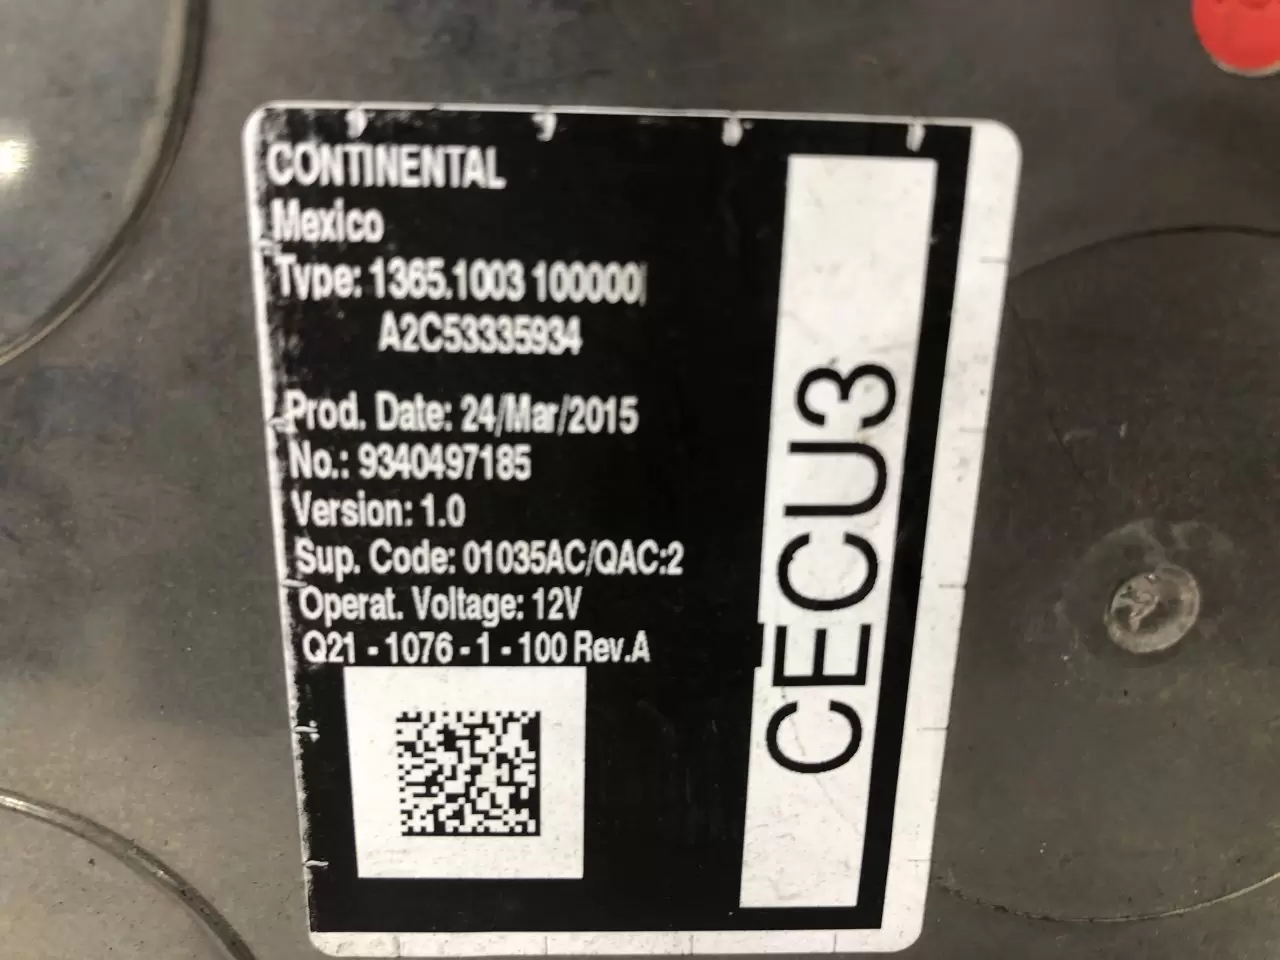 CONTINENTAL
Mexico
Type: 1365.1003 100000
A2C53335934
Prod. Date: 24/Mar/2015
No.: 9340497185
Version: 1.0
Sup. Code: 01035AC/QAC:2
Operat. Voltage: 12V
Q21 - 1076 - 1 - 100 Rev.A
CECU3